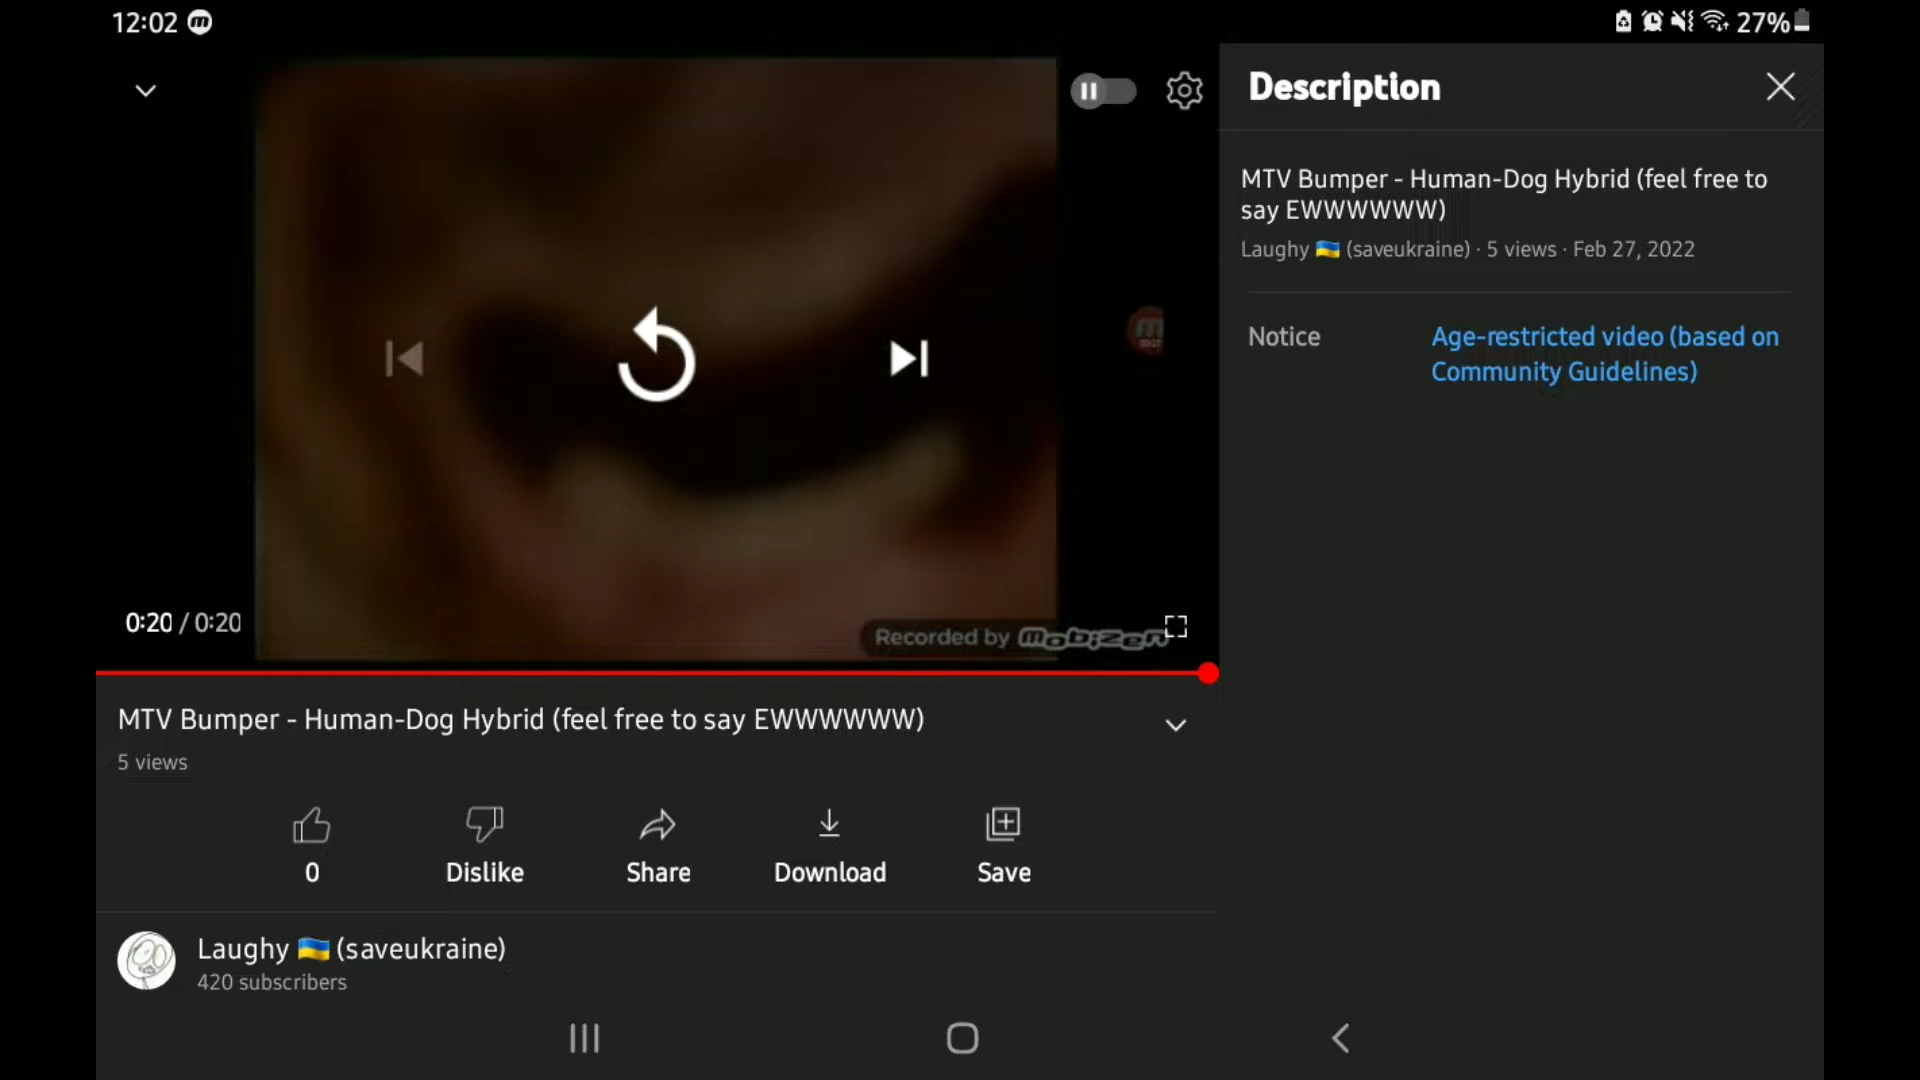 12:02
27%
Description
MTV Bumper - Human-Dog Hybrid (feel free to
say EWWWWWW)
Laughy 🇺🇦 (saveukraine) · 5 views · Feb 27, 2022
Notice
Age-restricted video (based on
Community Guidelines)
0:20 / 0:20
Recorded by mobizen
MTV Bumper - Human-Dog Hybrid (feel free to say EWWWWWW)
5 views
0
Dislike
Share
Download
Save
Laughy 🇺🇦 (saveukraine)
420 subscribers